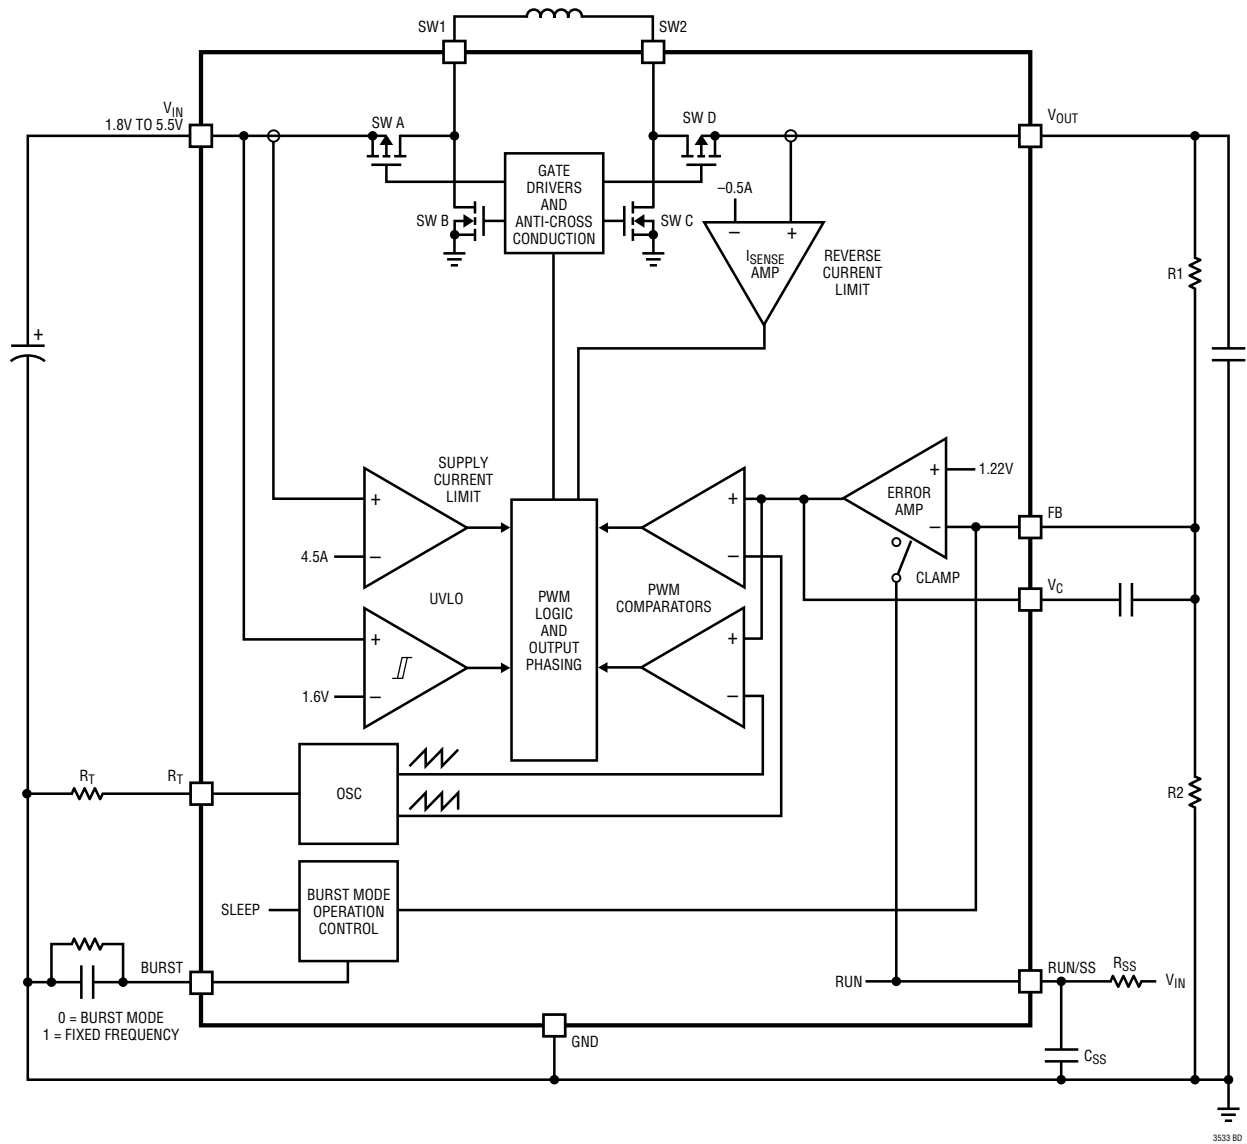 SW1
SW2
VIN
1.8V TO 5.5V
SW A
SW D
VOUT
GATE
DRIVERS
AND
ANTI-CROSS
CONDUCTION
–0.5A
SW B
SW C
–
+
ISENSE
AMP
REVERSE
CURRENT
LIMIT
R1
+
SUPPLY
CURRENT
LIMIT
+
1.22V
ERROR
AMP
–
FB
+
4.5A
–
+
–
CLAMP
VC
UVLO
PWM
LOGIC
AND
OUTPUT
PHASING
PWM
COMPARATORS
+
1.6V
–
+
–
RT
RT
OSC
R2
SLEEP
BURST MODE
OPERATION
CONTROL
BURST
RUN
RUN/SS
RSS
VIN
0 = BURST MODE
1 = FIXED FREQUENCY
GND
CSS
3533 BD